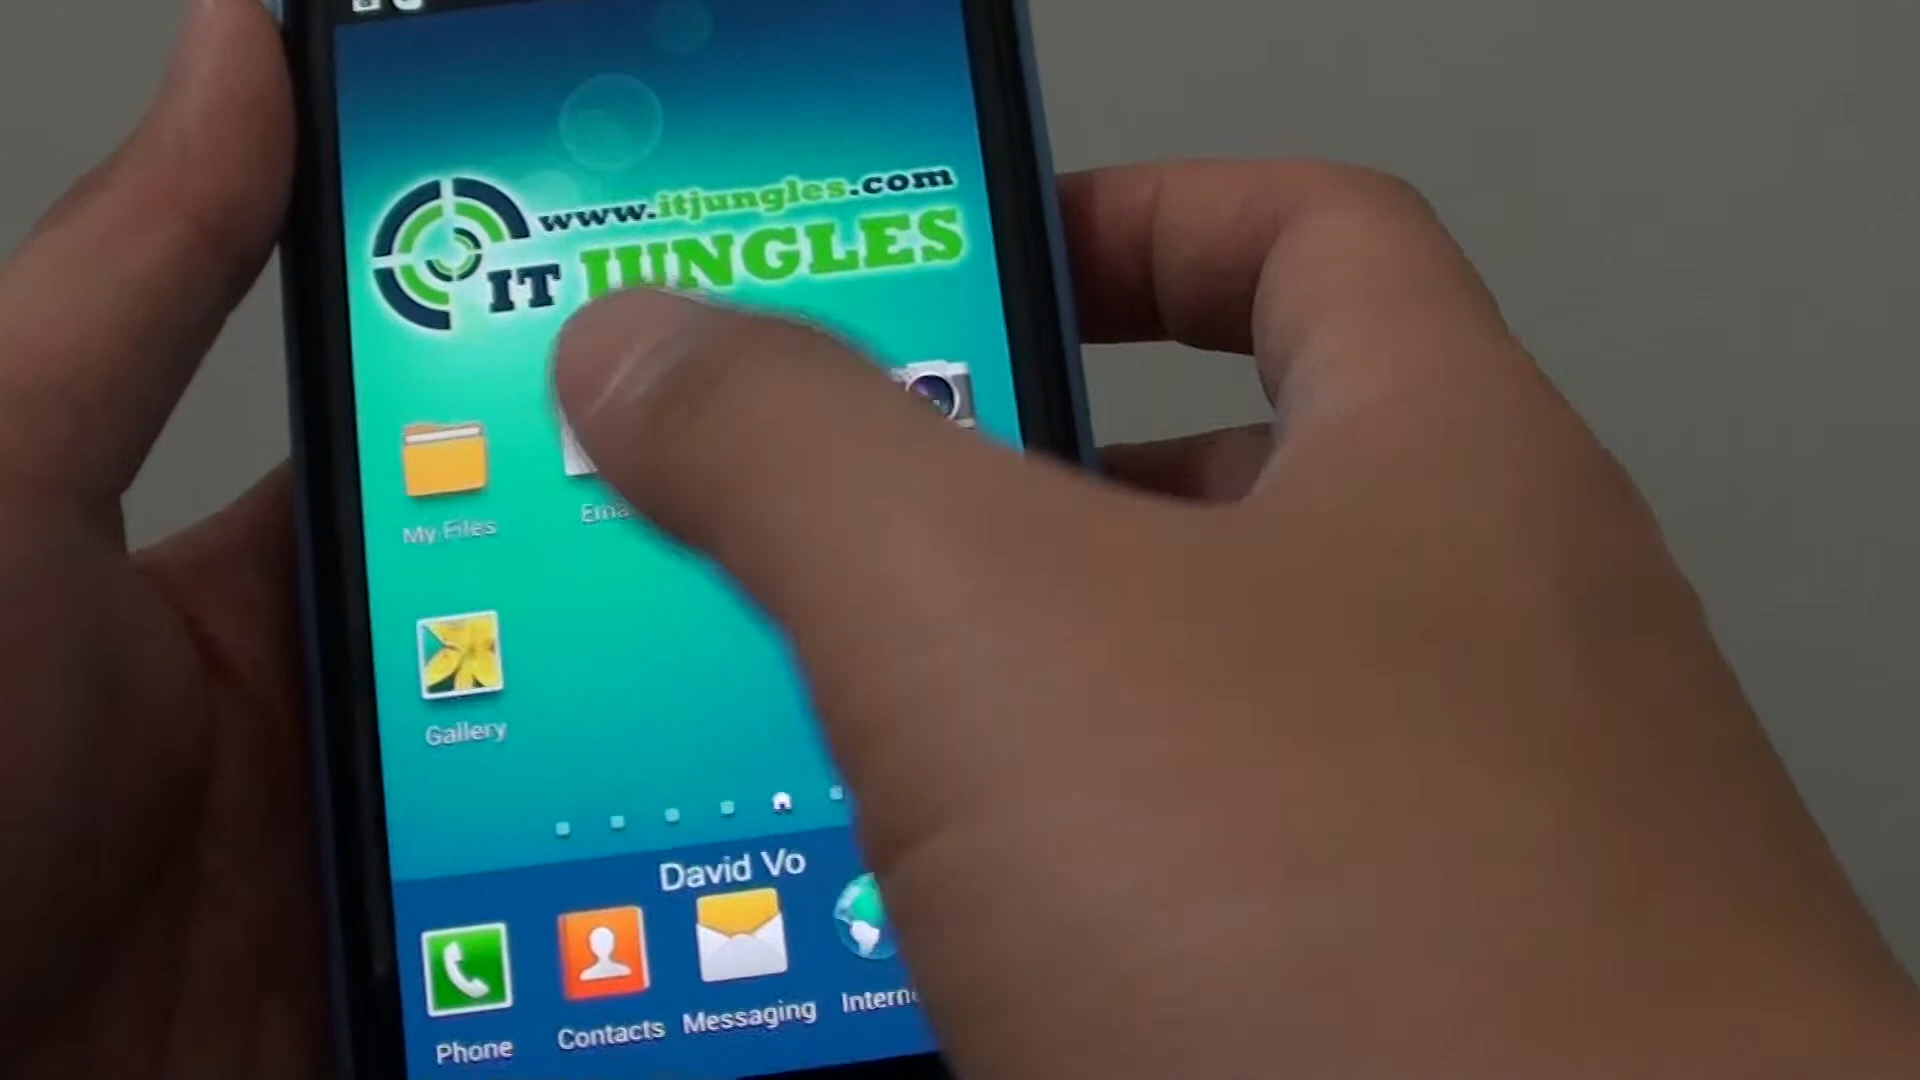 www.itjungles.com
IT JUNGLES
My Files
Gallery
David Vo
Phone
Contacts
Messaging